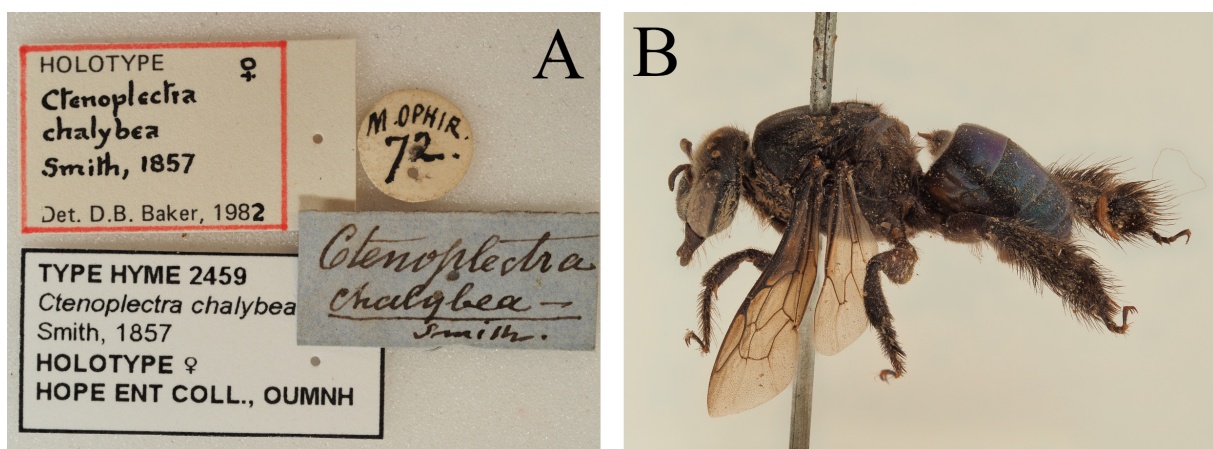 A
HOLOTYPE ♀
Ctenoplectra
chalybea
Smith, 1857
Det. D.B. Baker, 1982
M. OPHIR.
72.
Ctenoplectra
chalybea —
Smith.
TYPE HYME 2459
Ctenoplectra chalybea
Smith, 1857
HOLOTYPE ♀
HOPE ENT COLL., OUMNH
B